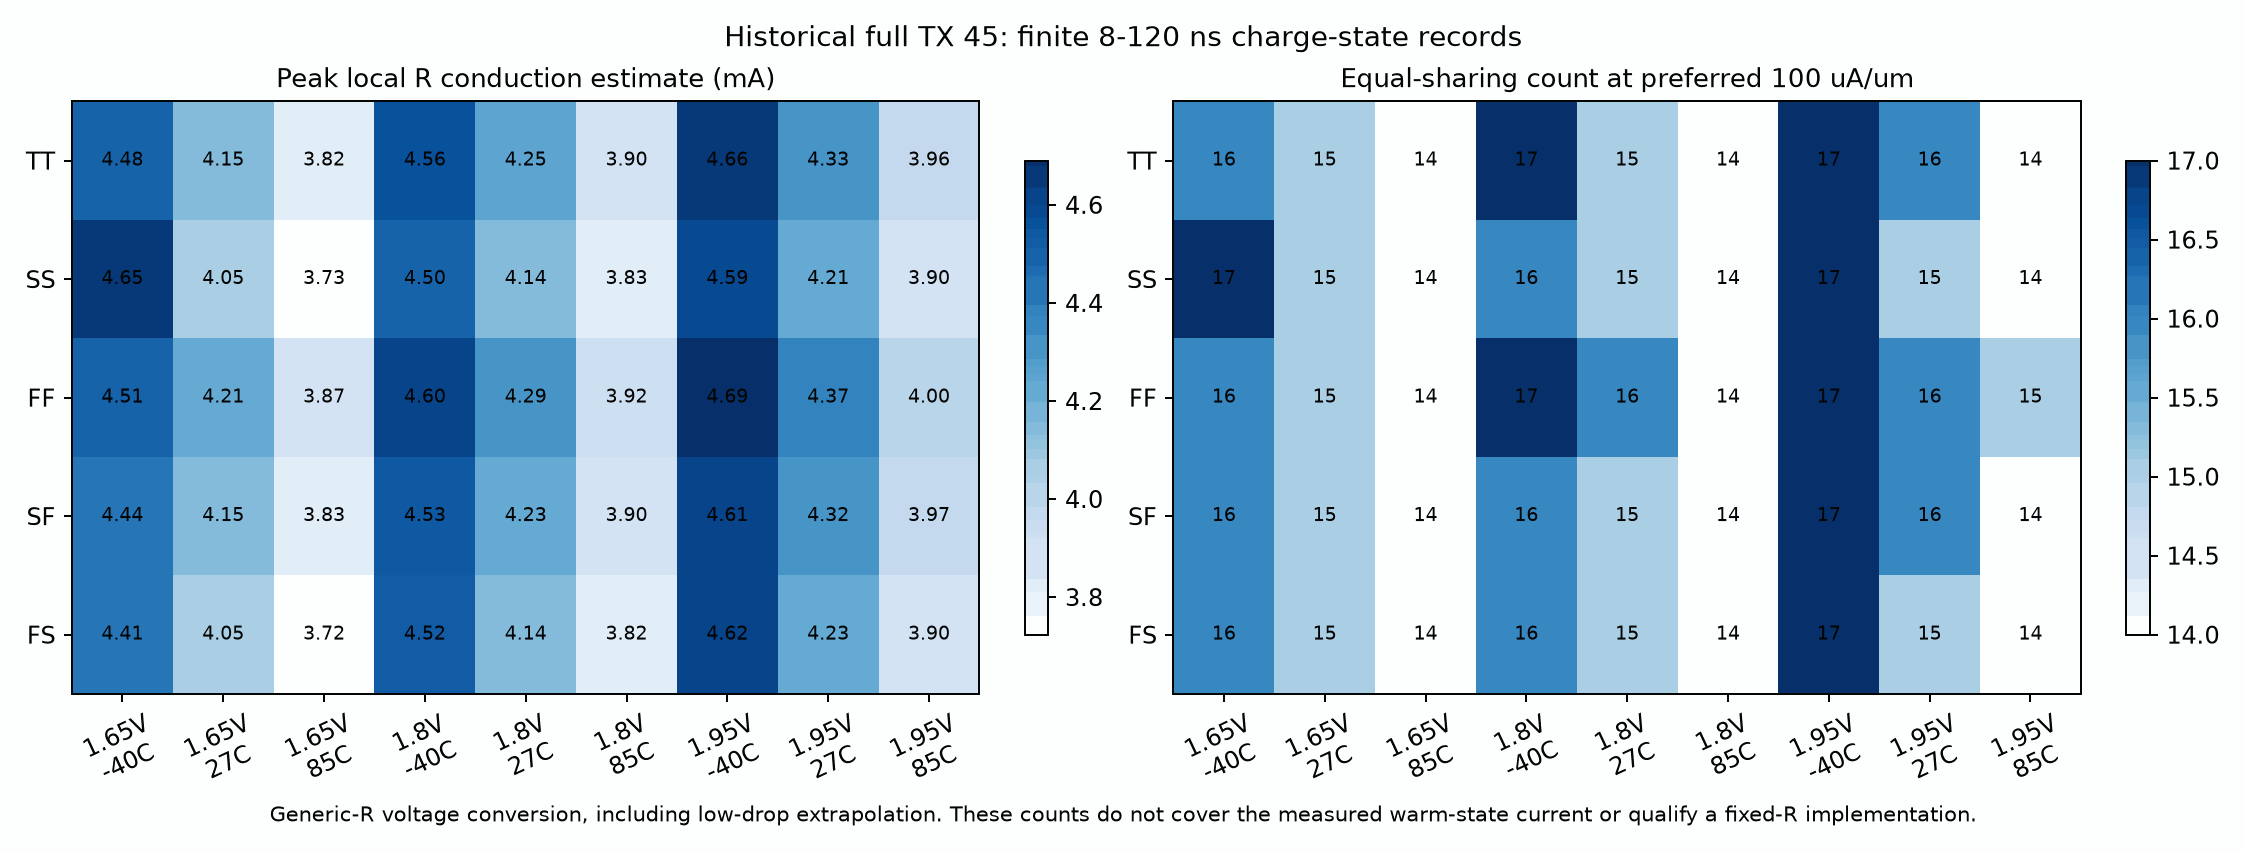 Historical full TX 45: finite 8-120 ns charge-state records
Peak local R conduction estimate (mA)
TT 4.48 4.15 3.82 4.56 4.25 3.90 4.66 4.33 3.96
SS 4.65 4.05 3.73 4.50 4.14 3.83 4.59 4.21 3.90
FF 4.51 4.21 3.87 4.60 4.29 3.92 4.69 4.37 4.00
SF 4.44 4.15 3.83 4.53 4.23 3.90 4.61 4.32 3.97
FS 4.41 4.05 3.72 4.52 4.14 3.82 4.62 4.23 3.90
1.65V 1.65V 1.65V 1.8V 1.8V 1.8V 1.95V 1.95V 1.95V
-40C 27C 85C -40C 27C 85C -40C 27C 85C
4.6
4.4
4.2
4.0
3.8
Equal-sharing count at preferred 100 uA/um
TT 16 15 14 17 15 14 17 16 14
SS 17 15 14 16 15 14 17 15 14
FF 16 15 14 17 16 14 17 16 15
SF 16 15 14 16 15 14 17 16 14
FS 16 15 14 16 15 14 17 15 14
1.65V 1.65V 1.65V 1.8V 1.8V 1.8V 1.95V 1.95V 1.95V
-40C 27C 85C -40C 27C 85C -40C 27C 85C
17.0
16.5
16.0
15.5
15.0
14.5
14.0
Generic-R voltage conversion, including low-drop extrapolation. These counts do not cover the measured warm-state current or qualify a fixed-R implementation.